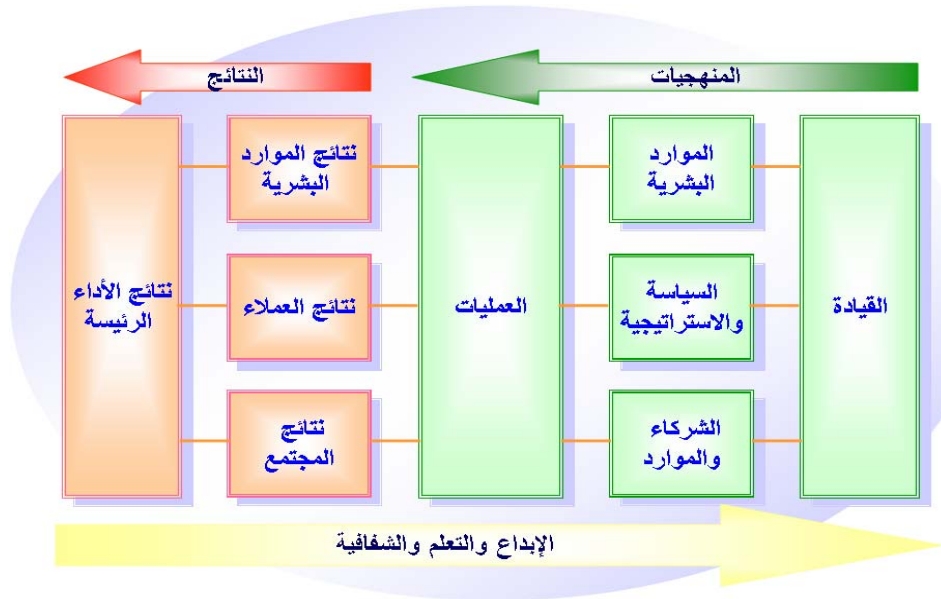 المنهجيات
النتائج
القيادة
الموارد
البشرية
السياسة
والاستراتيجية
الشركاء
والموارد
العمليات
نتائج الموارد
البشرية
نتائج العملاء
نتائج
المجتمع
نتائج الأداء
الرئيسة
الإبداع والتعلم والشفافية